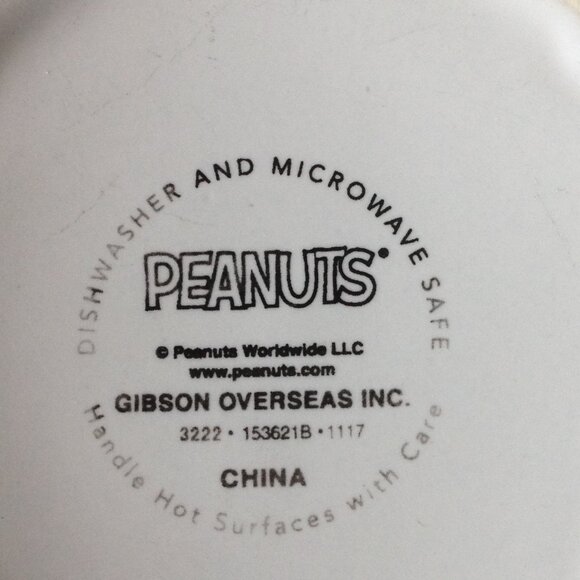 DISHWASHER AND MICROWAVE SAFE
PEANUTS®
© Peanuts Worldwide LLC
www.peanuts.com
GIBSON OVERSEAS INC.
3222 • 153621B • 1117
CHINA
Handle Hot Surfaces with Care